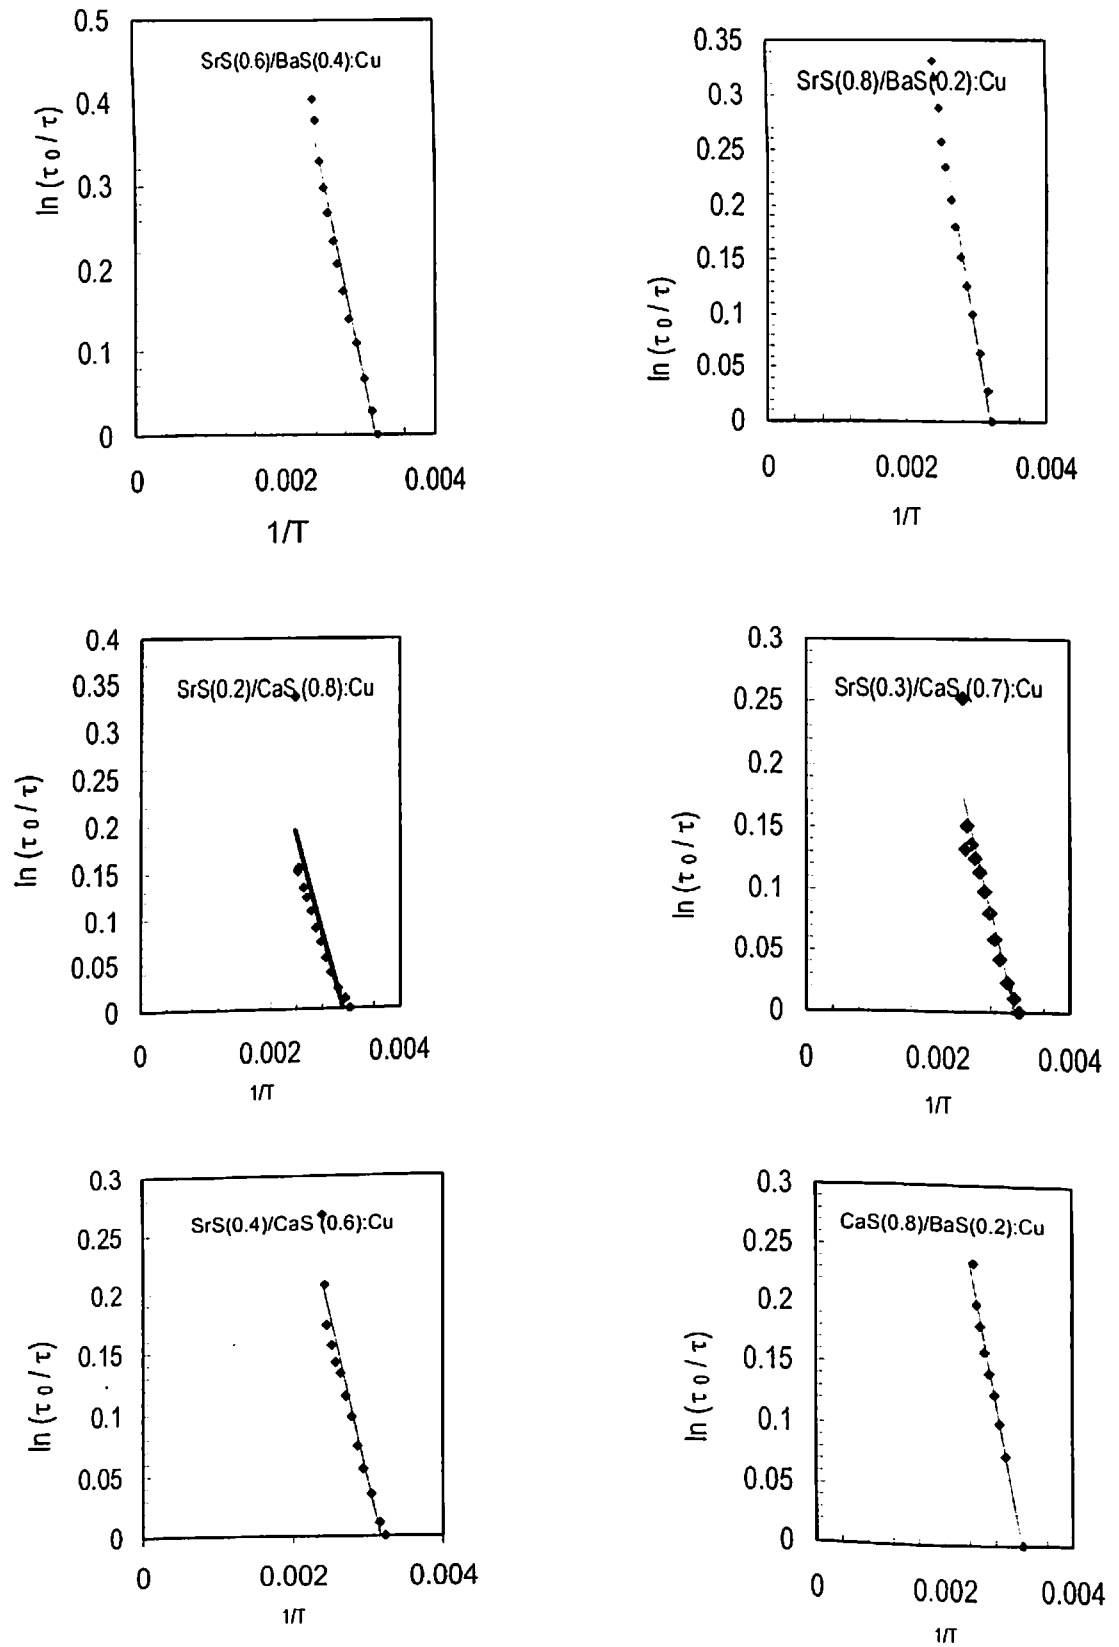 SrS(0.6)/BaS(0.4):Cu
ln (τ 0 / τ)
0.5
0.4
0.3
0.2
0.1
0
0 0.002 0.004
1/T
SrS(0.8)/BaS(0.2):Cu
ln (τ 0 / τ)
0.35
0.3
0.25
0.2
0.15
0.1
0.05
0
0 0.002 0.004
1/T
SrS(0.2)/CaS (0.8):Cu
ln (τ 0 / τ)
0.4
0.35
0.3
0.25
0.2
0.15
0.1
0.05
0
0 0.002 0.004
1/T
SrS(0.3)/CaS (0.7):Cu
ln (τ 0 / τ)
0.3
0.25
0.2
0.15
0.1
0.05
0
0 0.002 0.004
1/T
SrS(0.4)/CaS (0.6):Cu
ln (τ 0 / τ)
0.3
0.25
0.2
0.15
0.1
0.05
0
0 0.002 0.004
1/T
CaS(0.8)/BaS(0.2):Cu
ln (τ 0 / τ)
0.3
0.25
0.2
0.15
0.1
0.05
0
0 0.002 0.004
1/T